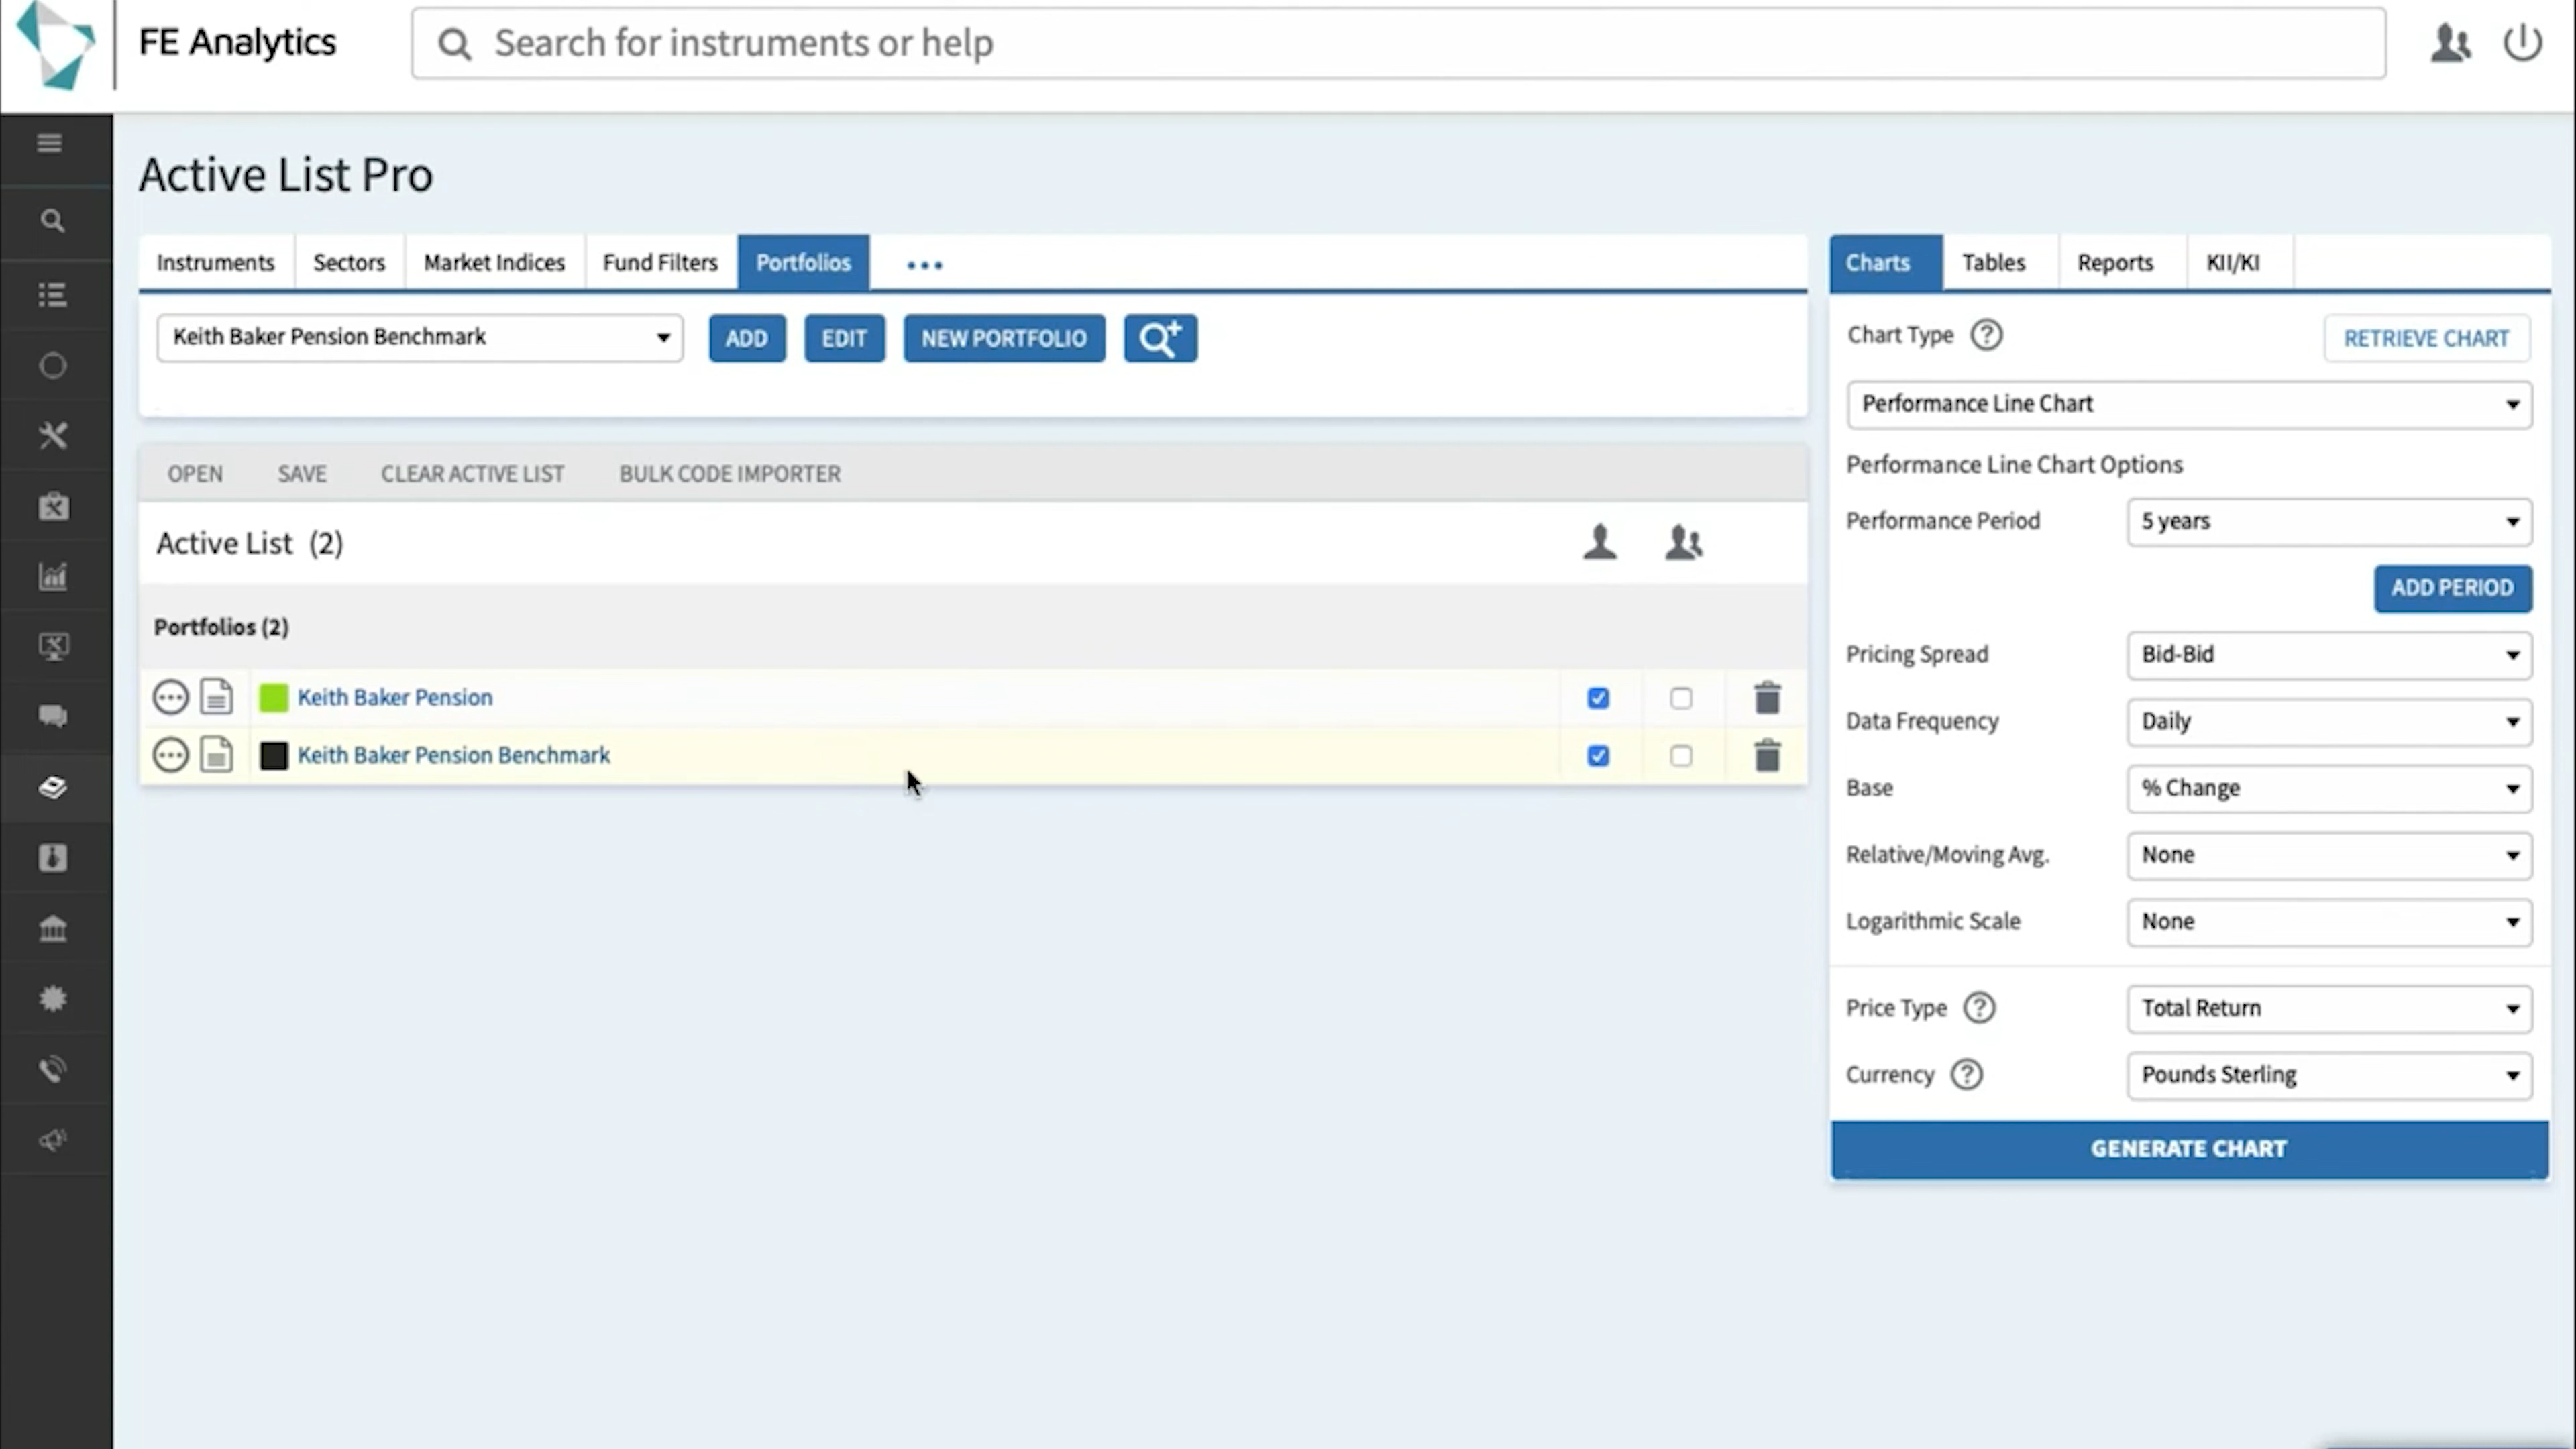 FE Analytics
Search for instruments or help
Active List Pro
Instruments
Sectors
Market Indices
Fund Filters
Portfolios
Keith Baker Pension Benchmark
ADD
EDIT
NEW PORTFOLIO
OPEN
SAVE
CLEAR ACTIVE LIST
BULK CODE IMPORTER
Active List (2)
Portfolios (2)
Keith Baker Pension
Keith Baker Pension Benchmark
Charts
Tables
Reports
KII/KI
Chart Type ?
RETRIEVE CHART
Performance Line Chart
Performance Line Chart Options
Performance Period
5 years
ADD PERIOD
Pricing Spread
Bid-Bid
Data Frequency
Daily
Base
% Change
Relative/Moving Avg.
None
Logarithmic Scale
None
Price Type ?
Total Return
Currency ?
Pounds Sterling
GENERATE CHART